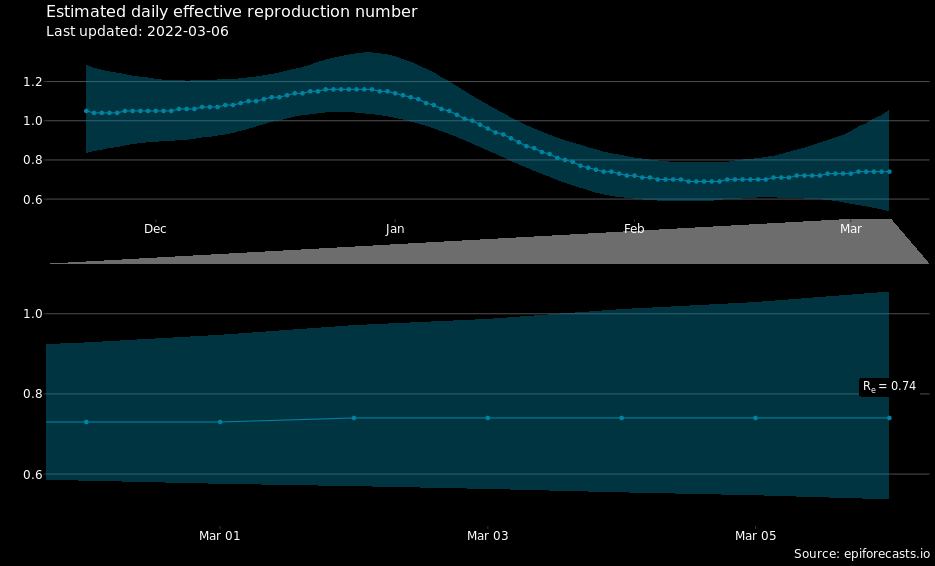 Estimated daily effective reproduction number
Last updated: 2022-03-06
1.2
1.0
0.8
0.6
Dec Jan Feb Mar
1.0
0.8
0.6
Re = 0.74
Mar 01 Mar 03 Mar 05
Source: epiforecasts.io